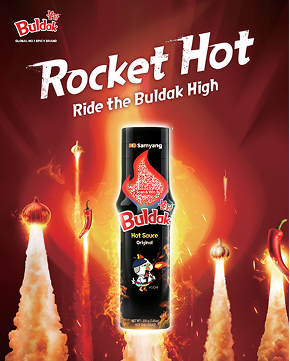 Buldak
GLOBAL NO.1 SPICY BRAND
Rocket Hot
Ride the Buldak High
Samyang
Buldak
Hot Sauce
Original